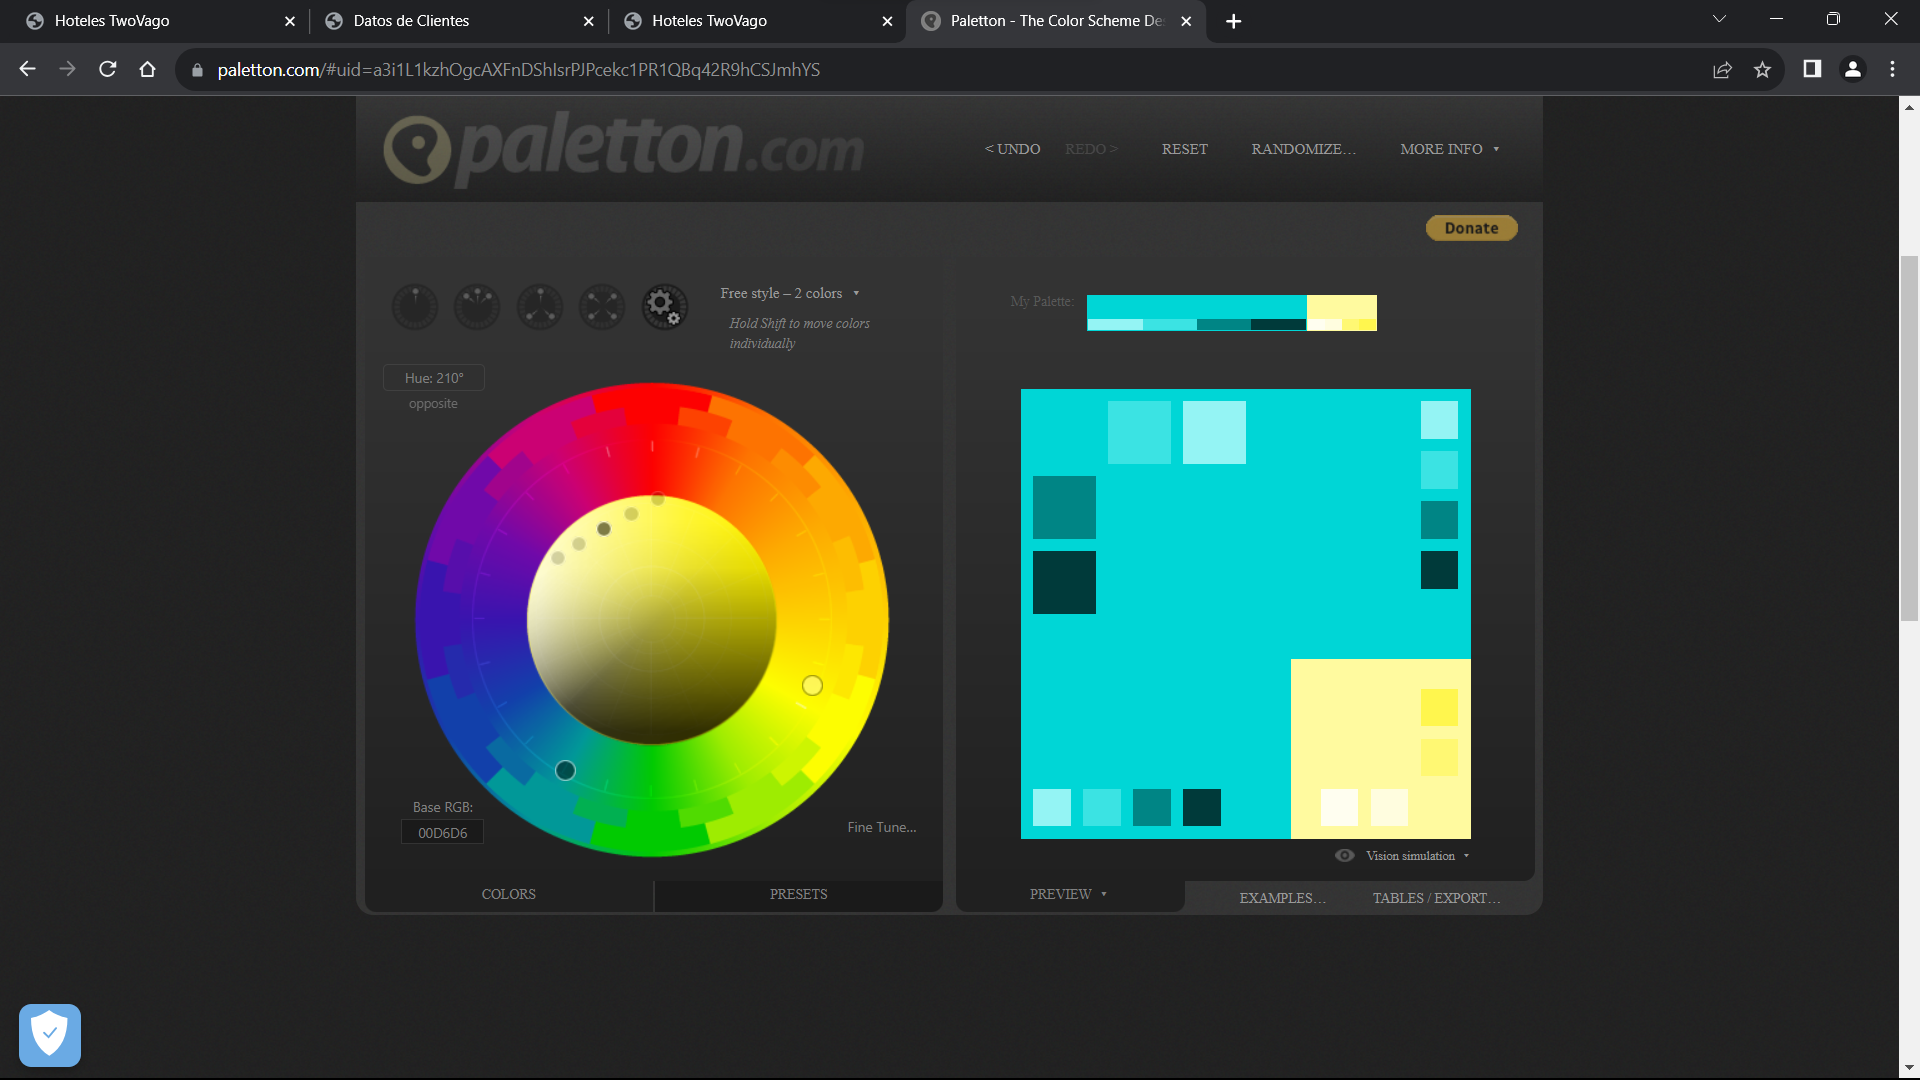 Hoteles TwoVago
Datos de Clientes
Hoteles TwoVago
Paletton - The Color Scheme De
paletton.com/#uid=a3i1L1kzhOgcAXFnDShIsrPJPcekc1PR1QBq42R9hCSJmhYS
paletton.com
< UNDO
REDO >
RESET
RANDOMIZE...
MORE INFO
Donate
Free style – 2 colors
Hold Shift to move colors
individually
My Palette:
Hue: 210°
opposite
Base RGB:
00D6D6
Fine Tune...
Vision simulation
COLORS
PRESETS
PREVIEW
EXAMPLES...
TABLES / EXPORT...